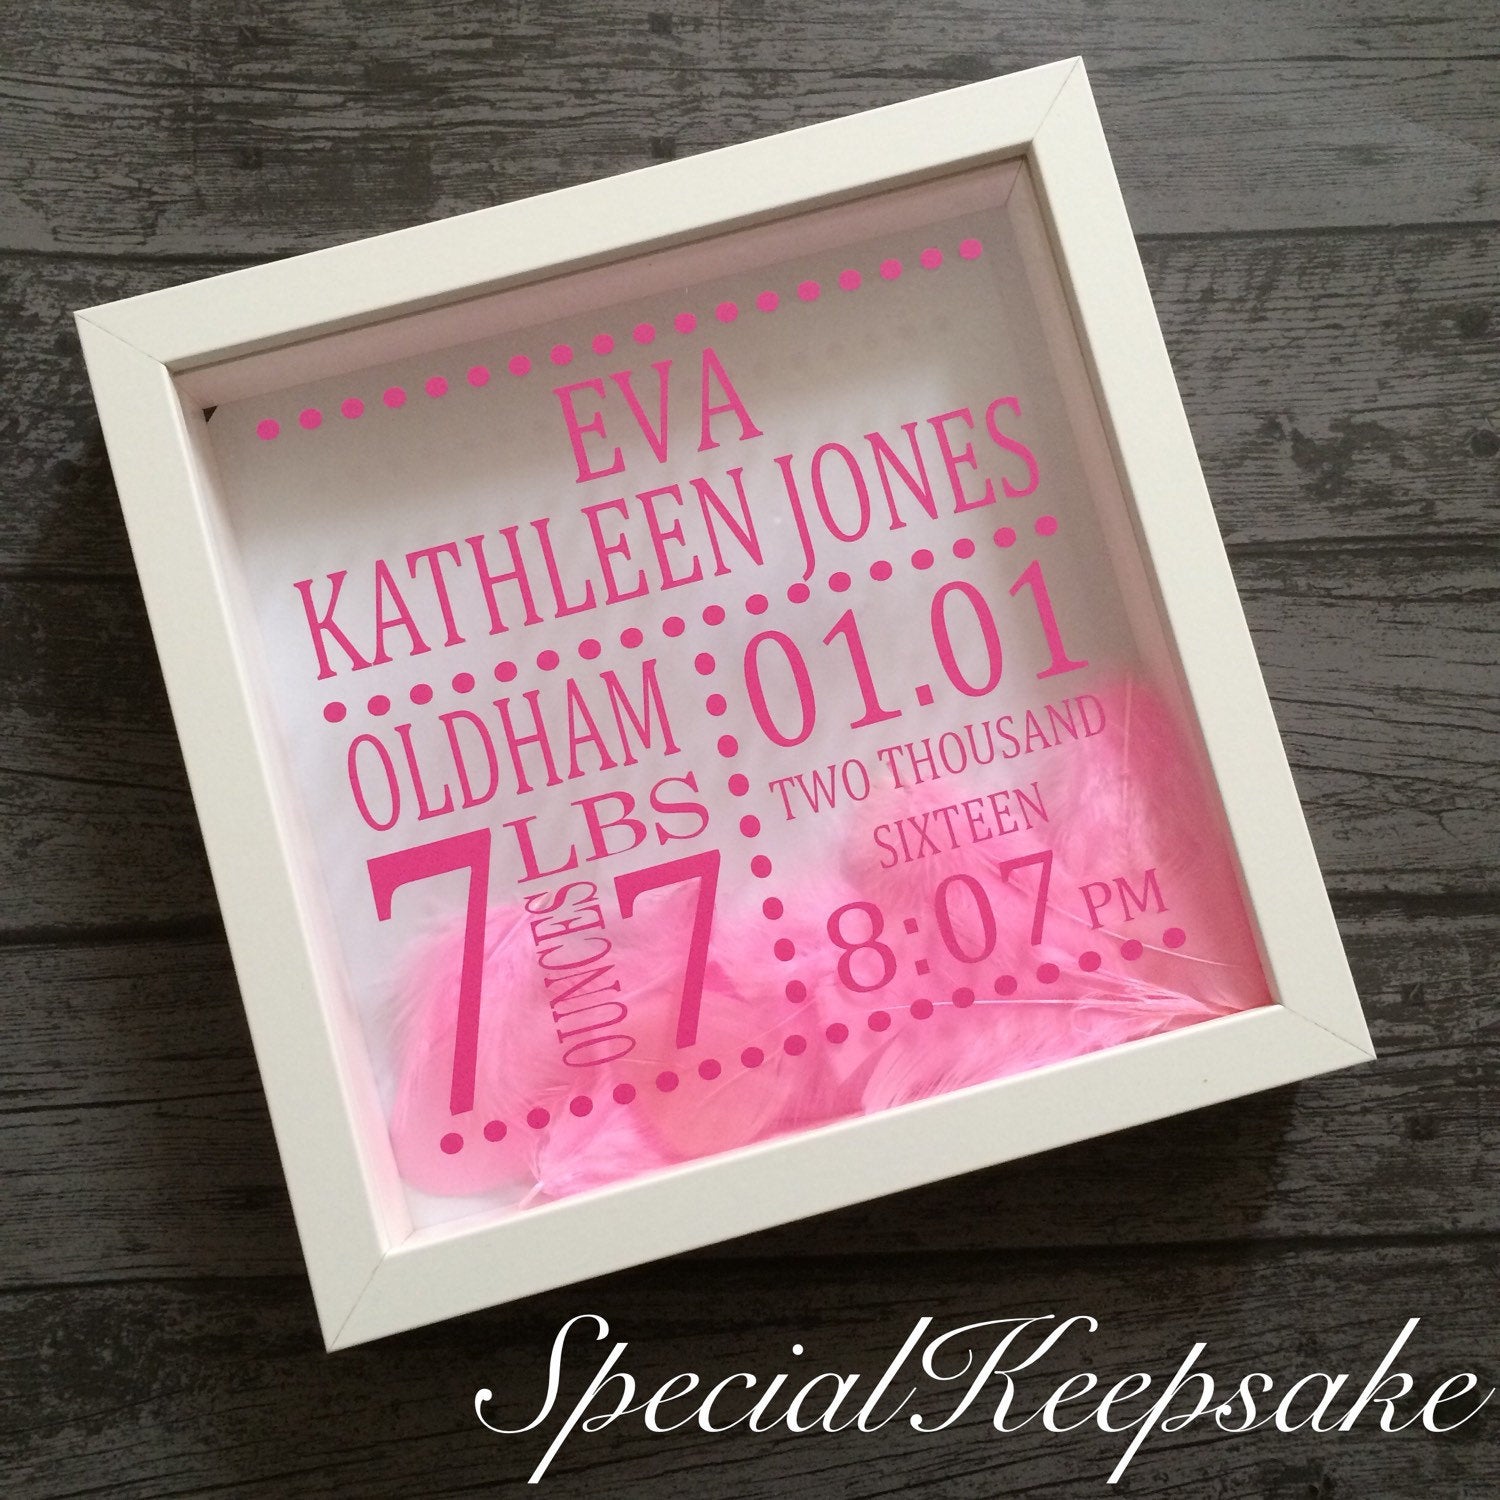 EVA
KATHLEEN JONES
OLDHAM
7 LBS
OUNCES 7
01.01
TWO THOUSAND
SIXTEEN
8:07 PM
SpecialKeepsake